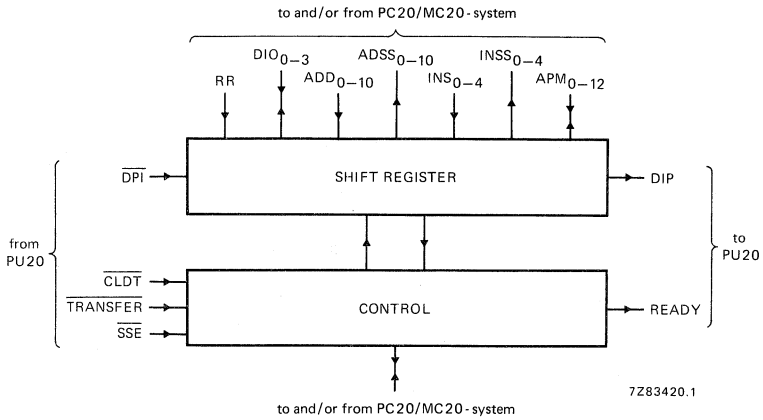 to and/or from PC20/MC20-system
DIO0–3 ADSS0–10 INSS0–4
RR ADD0–10 INS0–4 APM0–12
DPI SHIFT REGISTER DIP
from PU20
to PU20
CLDT
TRANSFER CONTROL READY
SSE
7Z83420.1
to and/or from PC20/MC20-system